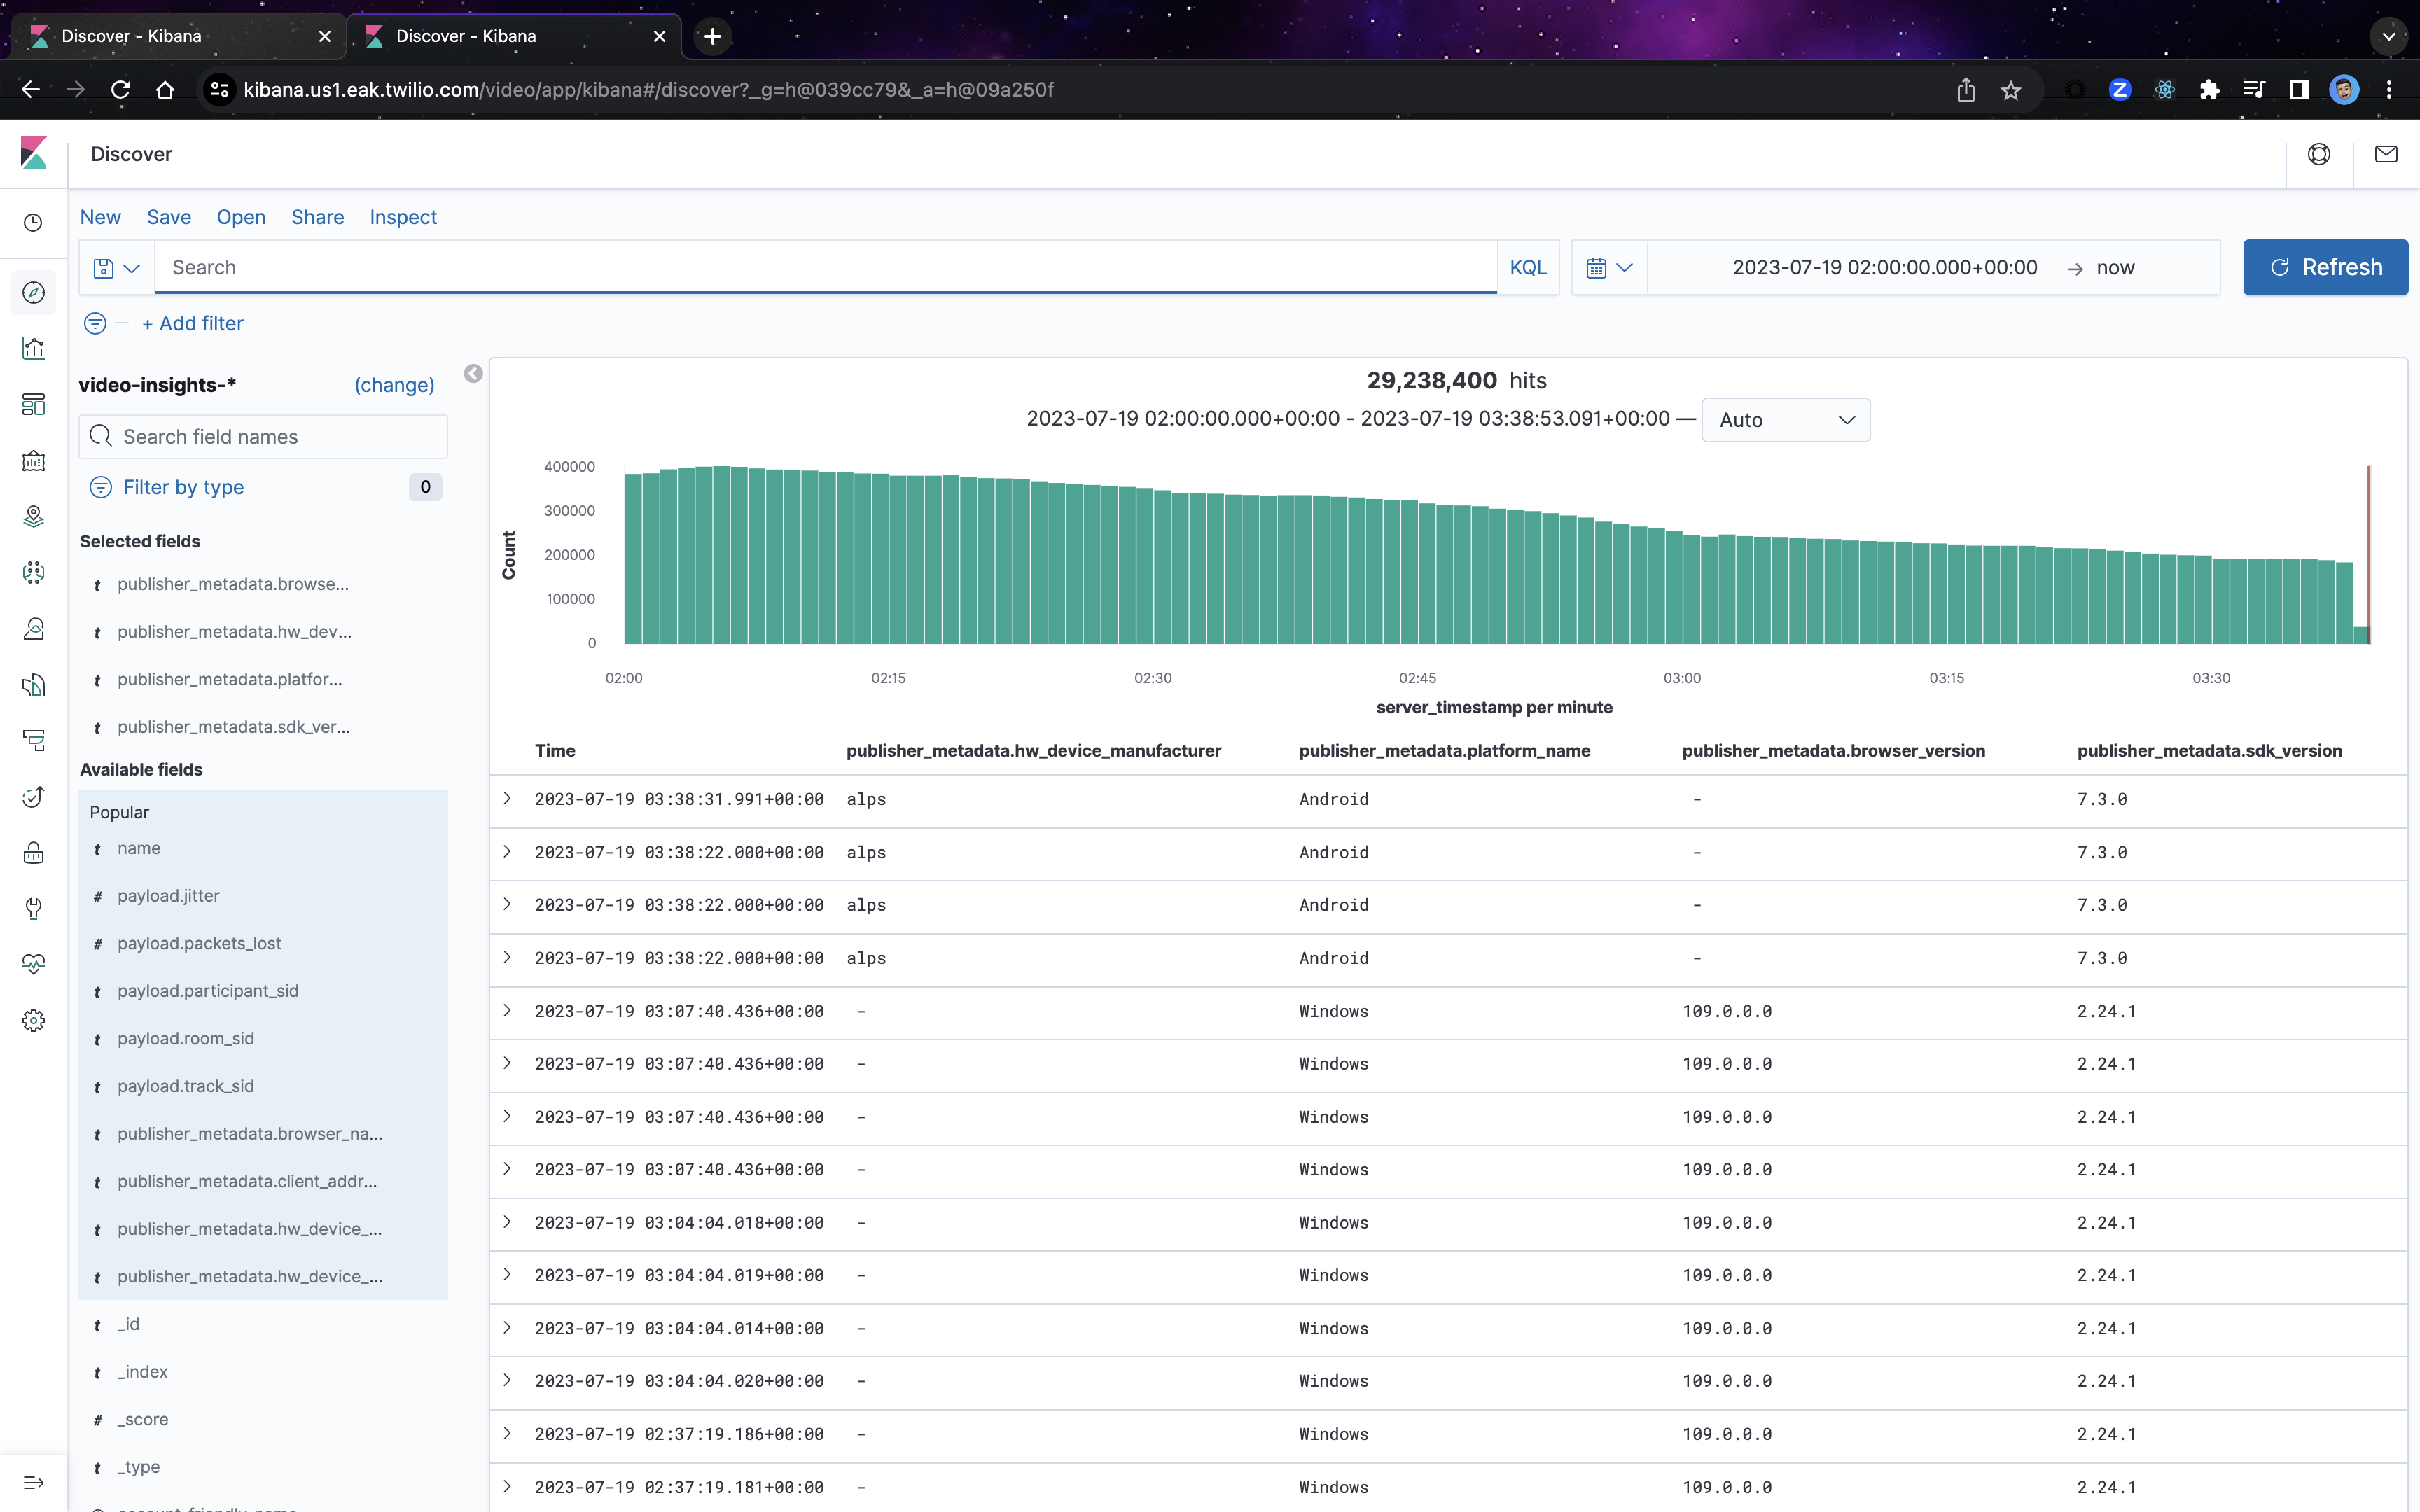 Discover - Kibana
Discover - Kibana
kibana.us1.eak.twilio.com/video/app/kibana#/discover?_g=h@039cc79&_a=h@09a250f
Discover
New Save Open Share Inspect
Search
KQL
2023-07-19 02:00:00.000+00:00 → now
Refresh
+ Add filter
video-insights-* (change)
Search field names
Filter by type 0
Selected fields
t publisher_metadata.browse...
t publisher_metadata.hw_dev...
t publisher_metadata.platfor...
t publisher_metadata.sdk_ver...
Available fields
Popular
t name
# payload.jitter
# payload.packets_lost
t payload.participant_sid
t payload.room_sid
t payload.track_sid
t publisher_metadata.browser_na...
t publisher_metadata.client_addr...
t publisher_metadata.hw_device_...
t publisher_metadata.hw_device_...
t _id
t _index
# _score
t _type
29,238,400 hits
2023-07-19 02:00:00.000+00:00 - 2023-07-19 03:38:53.091+00:00 — Auto
Count
400000
300000
200000
100000
0
02:00 02:15 02:30 02:45 03:00 03:15 03:30
server_timestamp per minute
Time publisher_metadata.hw_device_manufacturer publisher_metadata.platform_name publisher_metadata.browser_version publisher_metadata.sdk_version
2023-07-19 03:38:31.991+00:00 alps Android - 7.3.0
2023-07-19 03:38:22.000+00:00 alps Android - 7.3.0
2023-07-19 03:38:22.000+00:00 alps Android - 7.3.0
2023-07-19 03:38:22.000+00:00 alps Android - 7.3.0
2023-07-19 03:07:40.436+00:00 - Windows 109.0.0.0 2.24.1
2023-07-19 03:07:40.436+00:00 - Windows 109.0.0.0 2.24.1
2023-07-19 03:07:40.436+00:00 - Windows 109.0.0.0 2.24.1
2023-07-19 03:07:40.436+00:00 - Windows 109.0.0.0 2.24.1
2023-07-19 03:04:04.018+00:00 - Windows 109.0.0.0 2.24.1
2023-07-19 03:04:04.019+00:00 - Windows 109.0.0.0 2.24.1
2023-07-19 03:04:04.014+00:00 - Windows 109.0.0.0 2.24.1
2023-07-19 03:04:04.020+00:00 - Windows 109.0.0.0 2.24.1
2023-07-19 02:37:19.186+00:00 - Windows 109.0.0.0 2.24.1
2023-07-19 02:37:19.181+00:00 - Windows 109.0.0.0 2.24.1